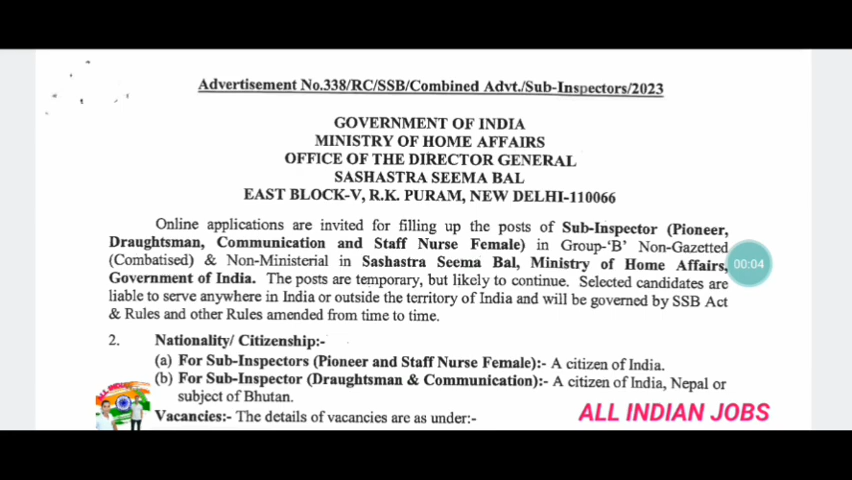 Advertisement No.338/RC/SSB/Combined Advt./Sub-Inspectors/2023
GOVERNMENT OF INDIA
MINISTRY OF HOME AFFAIRS
OFFICE OF THE DIRECTOR GENERAL
SASHASTRA SEEMA BAL
EAST BLOCK-V, R.K. PURAM, NEW DELHI-110066
Online applications are invited for filling up the posts of Sub-Inspector (Pioneer,
Draughtsman, Communication and Staff Nurse Female) in Group-'B' Non-Gazetted
(Combatised) & Non-Ministerial in Sashastra Seema Bal, Ministry of Home Affairs,
Government of India. The posts are temporary, but likely to continue. Selected candidates are
liable to serve anywhere in India or outside the territory of India and will be governed by SSB Act
& Rules and other Rules amended from time to time.
00:04
2. Nationality/ Citizenship:-
(a) For Sub-Inspectors (Pioneer and Staff Nurse Female):- A citizen of India.
(b) For Sub-Inspector (Draughtsman & Communication):- A citizen of India, Nepal or
subject of Bhutan.
Vacancies:- The details of vacancies are as under:-
ALL INDIAN JOBS